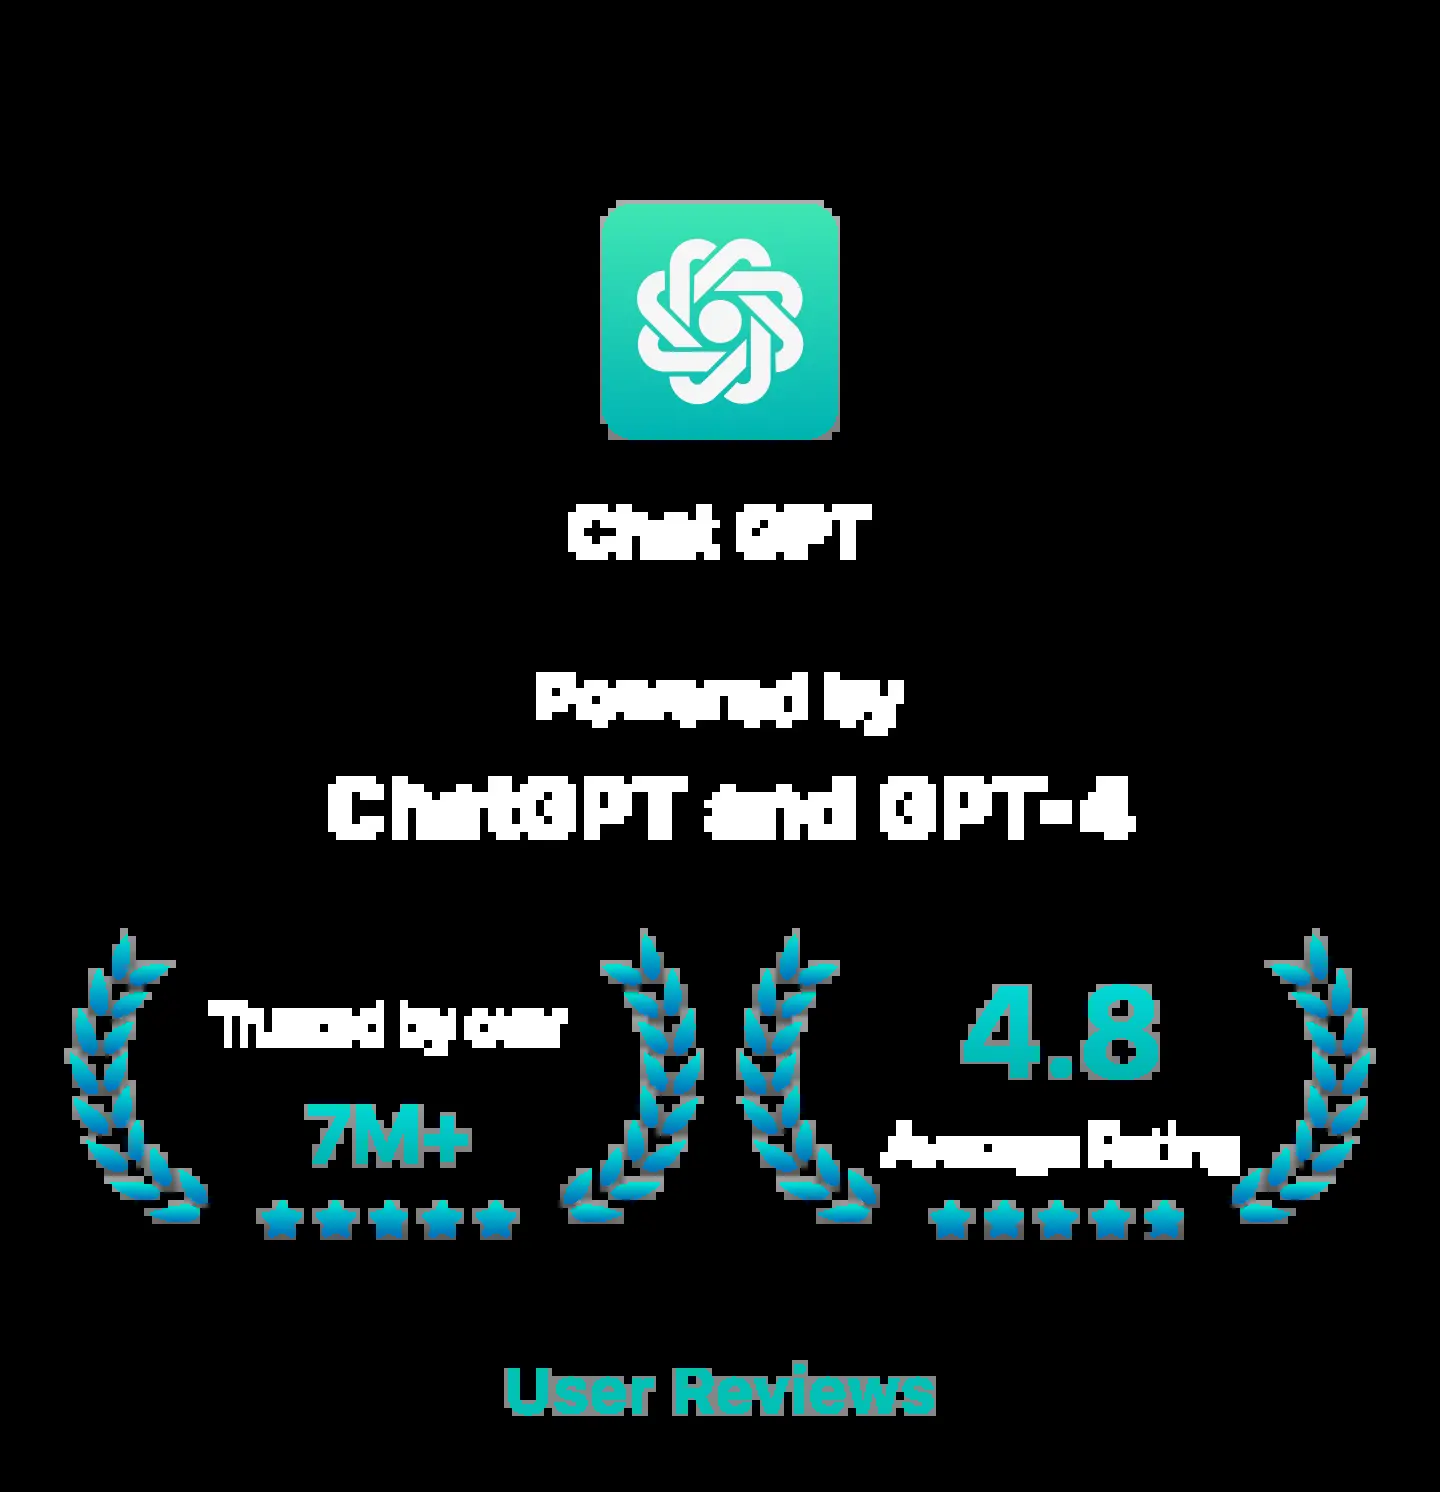 Chat GPT
Powered by
ChatGPT and GPT-4
Trusted by over
7M+
4.8
Average Rating
User Reviews